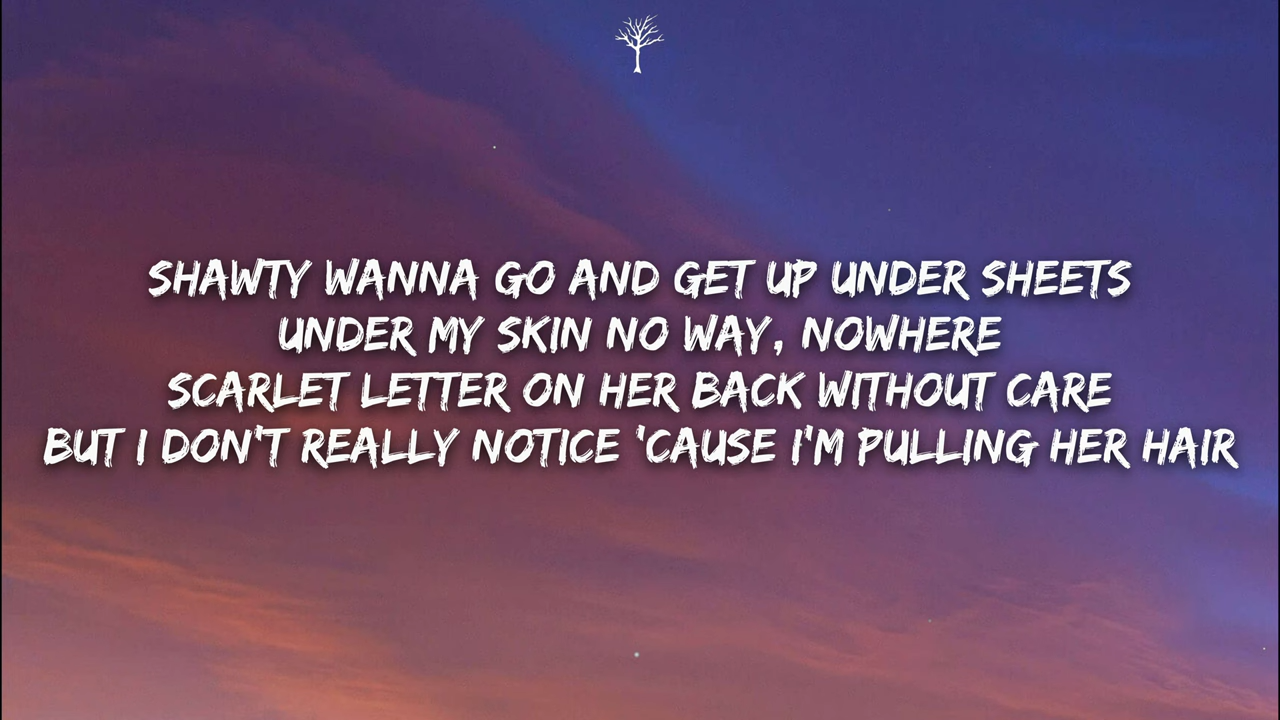 SHAWTY WANNA GO AND GET UP UNDER SHEETS
UNDER MY SKIN NO WAY, NOWHERE
SCARLET LETTER ON HER BACK WITHOUT CARE
BUT I DON'T REALLY NOTICE 'CAUSE I'M PULLING HER HAIR